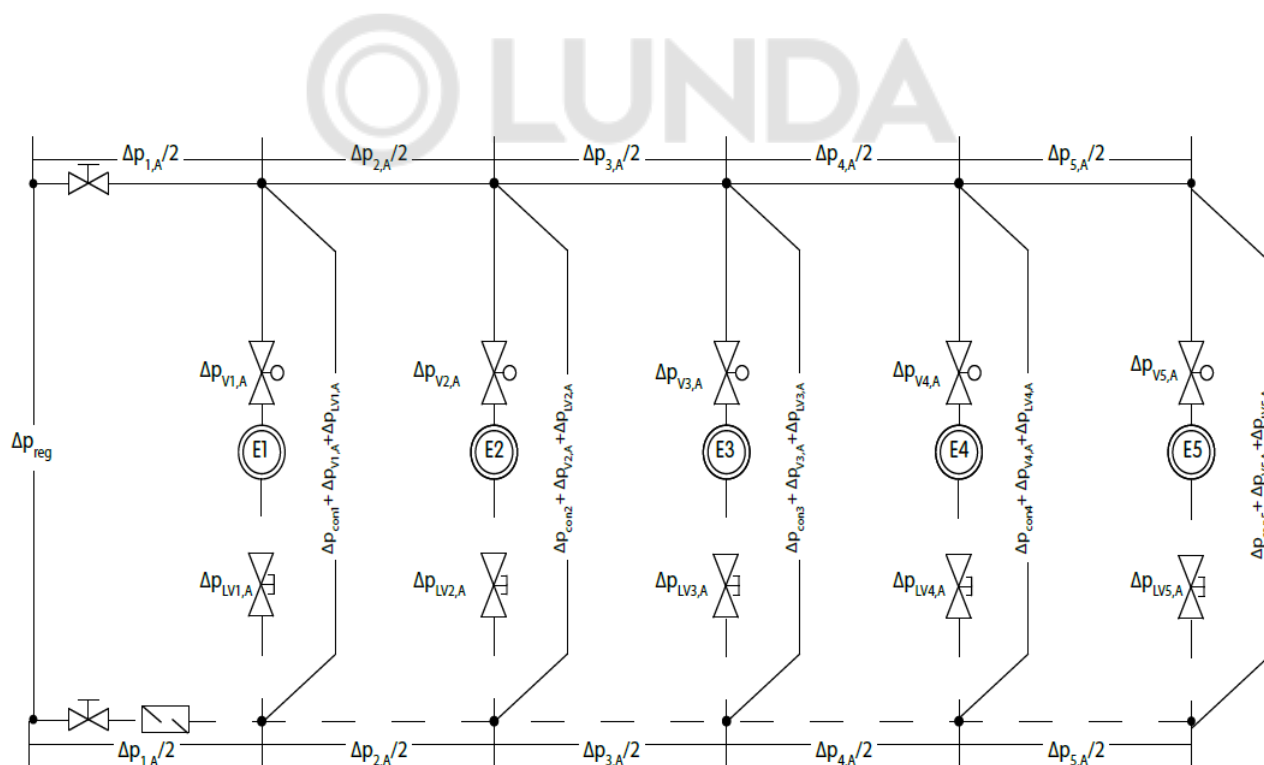 LUNDA
Δp1,A/2
Δp2,A/2
Δp3,A/2
Δp4,A/2
Δp5,A/2
ΔpV1,A
ΔpV2,A
ΔpV3,A
ΔpV4,A
ΔpV5,A
Δpreg
E1
E2
E3
E4
E5
Δpcon1+ ΔpV1,A+ΔpLV1,A
Δpcon2+ ΔpV2,A+ΔpLV2,A
Δpcon3+ ΔpV3,A+ΔpLV3,A
Δpcon4+ ΔpV4,A+ΔpLV4,A
ΔpLV1,A
ΔpLV2,A
ΔpLV3,A
ΔpLV4,A
ΔpLV5,A
Δp1,A/2
Δp2,A/2
Δp3,A/2
Δp4,A/2
Δp5,A/2